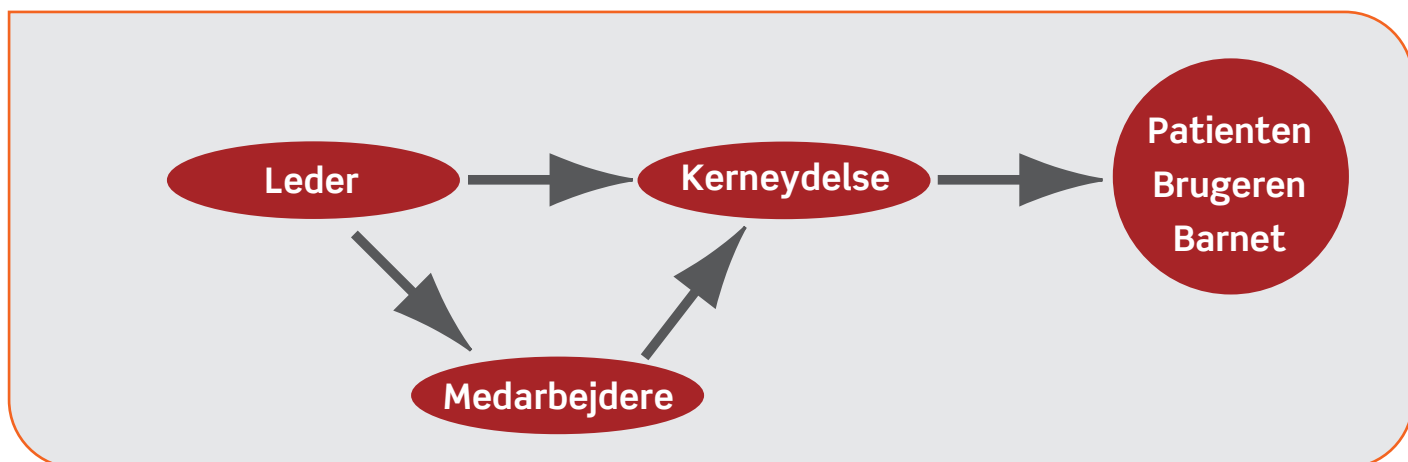 Leder
Kerneydelse
Patienten
Brugeren
Barnet
Medarbejdere